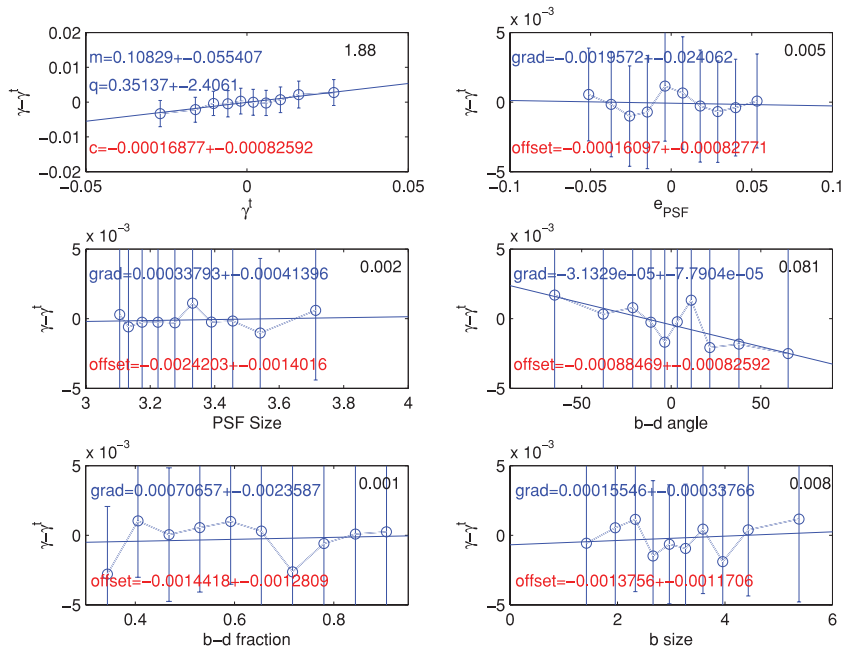 0.02
0.01
0
−0.01
−0.02
m=0.10829+−0.055407
1.88
q=0.35137+−2.4061
c=−0.00016877+−0.00082592
γ−γᵗ
−0.05
0
0.05
γᵗ
x 10⁻³
5
0
−5
grad=−0.0019572+−0.024062
0.005
offset=−0.00016097+−0.00082771
γ−γᵗ
−0.1
−0.05
0
0.05
0.1
e_PSF
x 10⁻³
5
0
−5
grad=0.00033793+−0.00041396
0.002
offset=−0.0024203+−0.0014016
γ−γᵗ
3
3.2
3.4
3.6
3.8
4
PSF Size
x 10⁻³
5
0
−5
grad=−3.1329e−05+−7.7904e−05
0.081
offset=−0.00088469+−0.00082592
γ−γᵗ
−50
0
50
b−d angle
x 10⁻³
5
0
−5
grad=0.00070657+−0.0023587
0.001
offset=−0.0014418+−0.0012809
γ−γᵗ
0.4
0.6
0.8
b−d fraction
x 10⁻³
5
0
−5
grad=0.00015546+−0.00033766
0.008
offset=−0.0013756+−0.0011706
γ−γᵗ
0
2
4
6
b size